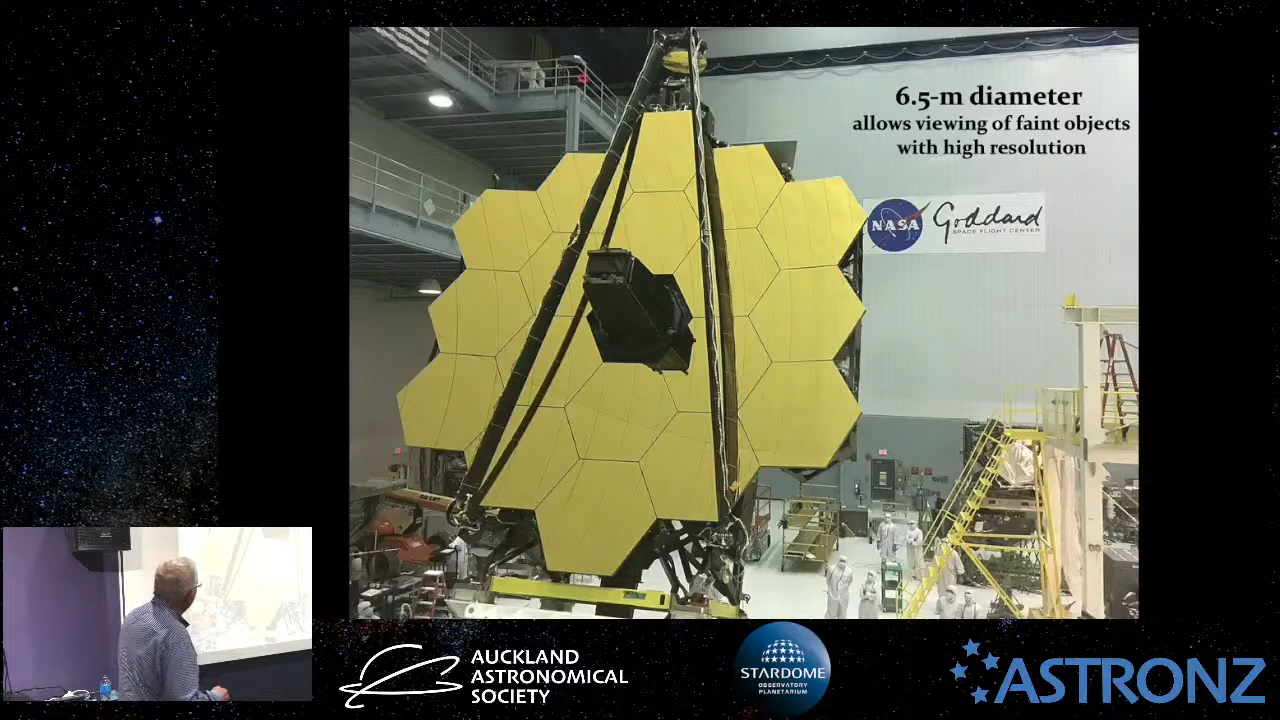 6.5-m diameter
allows viewing of faint objects
with high resolution
NASA
Goddard
SPACE FLIGHT CENTER
AUCKLAND
ASTRONOMICAL
SOCIETY
STARDOME
OBSERVATORY
PLANETARIUM
ASTRONZ